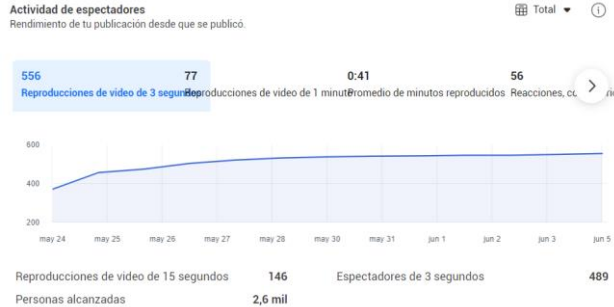 Actividad de espectadores
Total
Rendimiento de tu publicación desde que se publicó.
556
77
0:41
56
Reproducciones de video de 3 segundos
Reproducciones de video de 1 minuto
Promedio de minutos reproducidos
Reacciones,
600
400
200
may 24 may 25 may 26 may 27 may 28 may 30 may 31 jun 1 jun 2 jun 3 jun 5
Reproducciones de video de 15 segundos 146
Espectadores de 3 segundos 489
Personas alcanzadas 2,6 mil